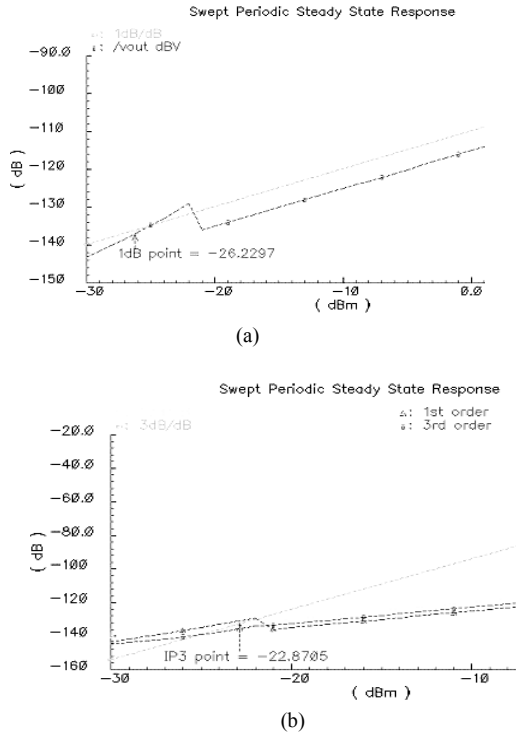 Swept Periodic Steady State Response
: 1dB/dB
: /vout dBV
-90.0
-100
-110
-120
-130
-140
-150
( dB )
1dB point = -26.2297
-30
-20
-10
0.0
( dBm )
(a)
Swept Periodic Steady State Response
: 3dB/dB
: 1st order
: 3rd order
-20.0
-40.0
-60.0
-80.0
-100
-120
-140
-160
( dB )
IP3 point = -22.8705
-30
-20
-10
( dBm )
(b)